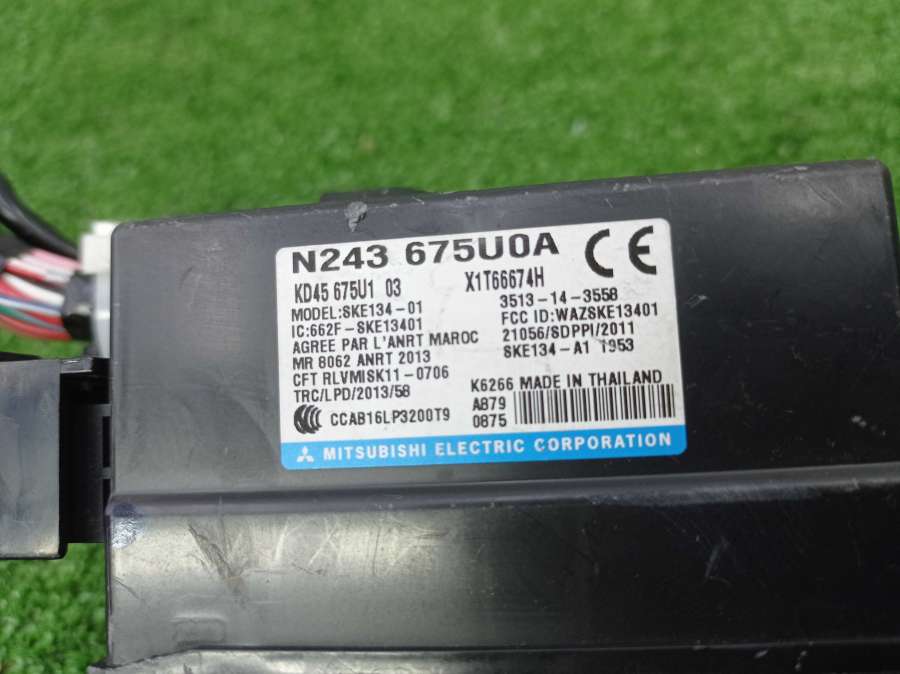 N243 675U0A
CE
KD45 675U1 03 X1T66674H
MODEL:SKE134-01 3513-14-3558
IC:662F-SKE13401 FCC ID:WAZSKE13401
AGREE PAR L'ANRT MAROC 21056/SDPPI/2011
MR 8062 ANRT 2013 SKE134-A1 1953
CFT RLVMISK11-0706
TRC/LPD/2013/58 K6266 MADE IN THAILAND
CCAB16LP3200T9 A879
0875
MITSUBISHI ELECTRIC CORPORATION